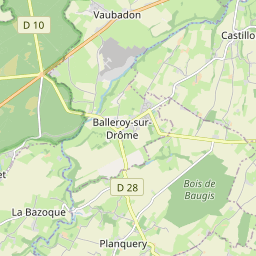 Vaubadon
D 10
Castillo
Balleroy-sur-
Drôme
Bois de
Baugis
D 28
et
La Bazoque
Planquery